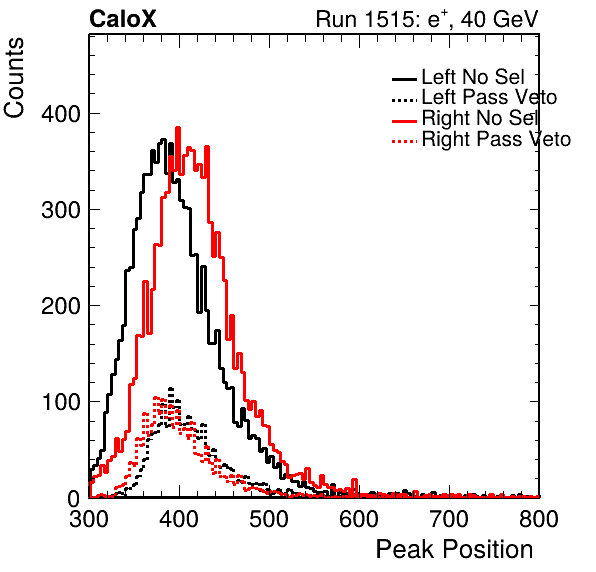 CaloX Run 1515: e+, 40 GeV
Counts
Left No Sel
Left Pass Veto
Right No Sel
Right Pass Veto
400
300
200
100
0
300 400 500 600 700 800
Peak Position